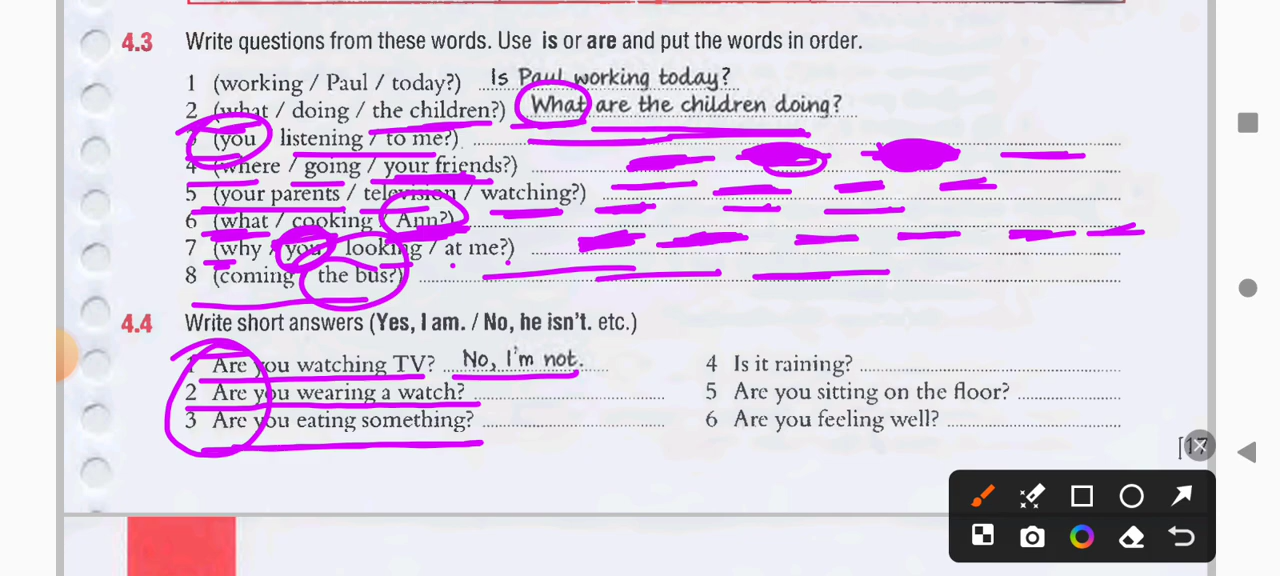 4.3 Write questions from these words. Use is or are and put the words in order.
1 (working / Paul / today?) Is Paul working today?
2 (what / doing / the children?) What are the children doing?
3 (you / listening / to me?)
4 (where / going / your friends?)
5 (your parents / television / watching?)
6 (what / cooking / Ann?)
7 (why / you / looking / at me?)
8 (coming / the bus?)
4.4 Write short answers (Yes, I am. / No, he isn't. etc.)
1 Are you watching TV? No, I'm not.
2 Are you wearing a watch?
3 Are you eating something?
4 Is it raining?
5 Are you sitting on the floor?
6 Are you feeling well?